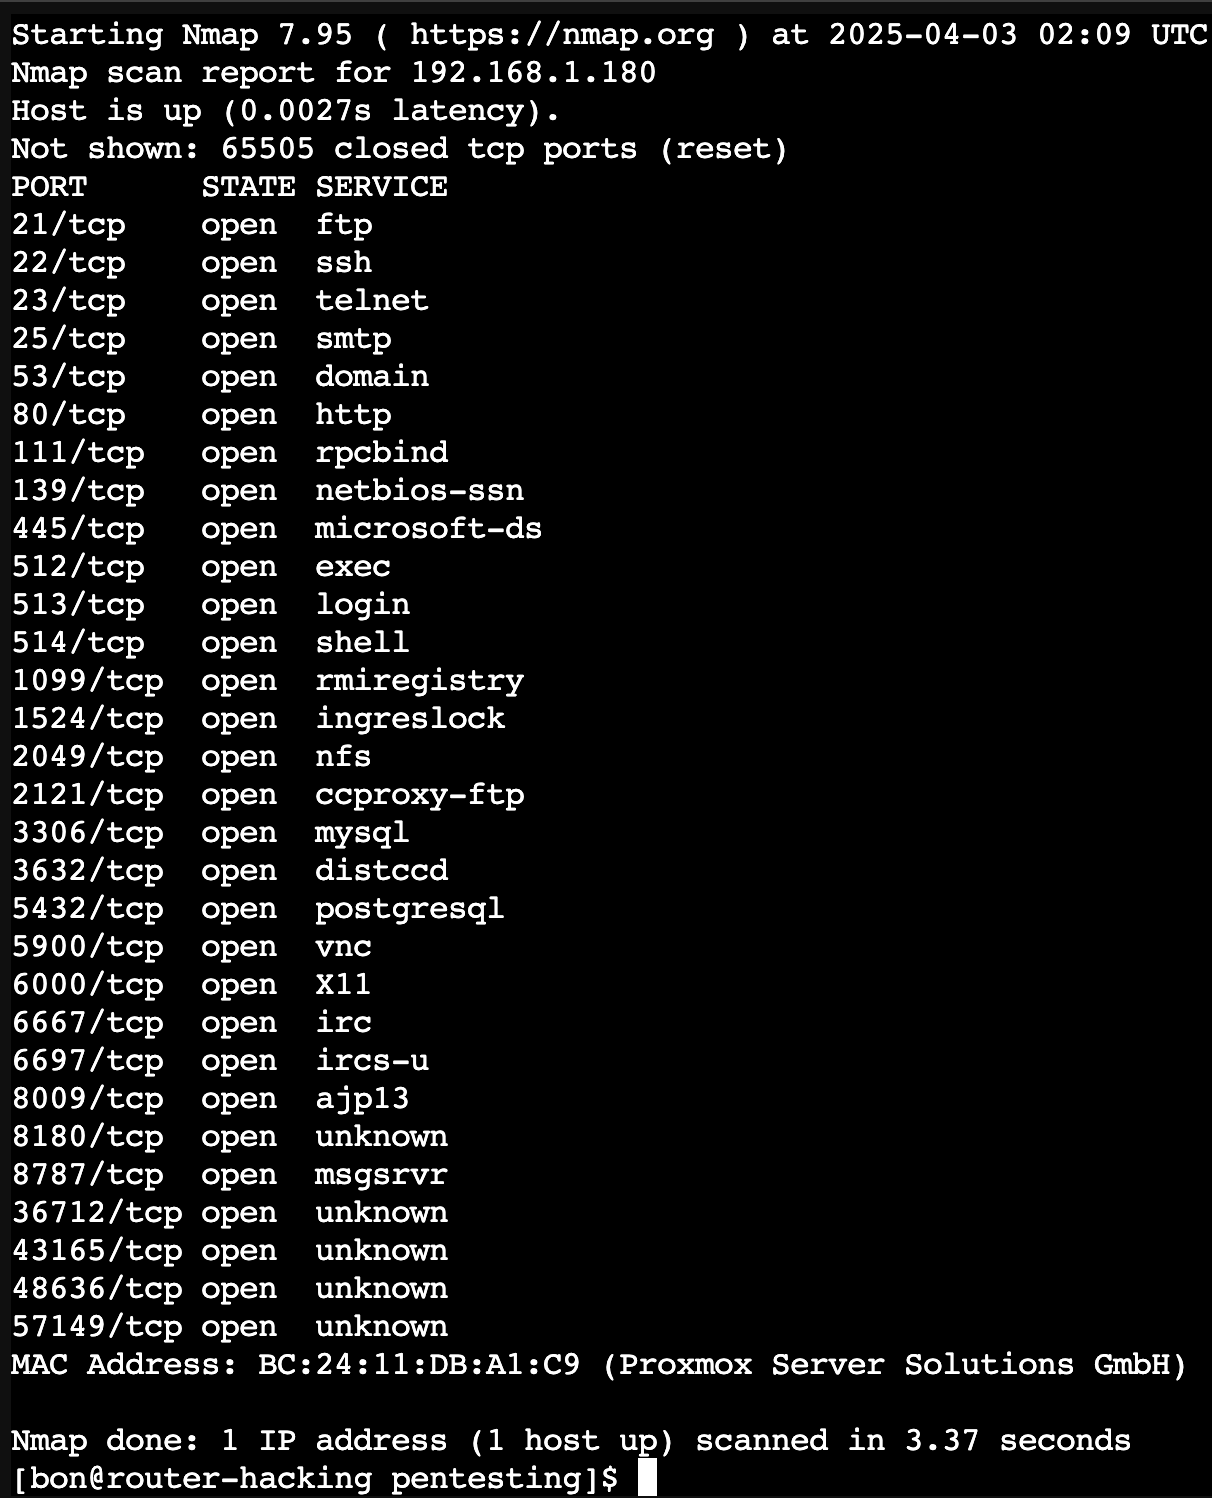 Starting Nmap 7.95 ( https://nmap.org ) at 2025-04-03 02:09 UTC
Nmap scan report for 192.168.1.180
Host is up (0.0027s latency).
Not shown: 65505 closed tcp ports (reset)
PORT      STATE SERVICE
21/tcp    open  ftp
22/tcp    open  ssh
23/tcp    open  telnet
25/tcp    open  smtp
53/tcp    open  domain
80/tcp    open  http
111/tcp   open  rpcbind
139/tcp   open  netbios-ssn
445/tcp   open  microsoft-ds
512/tcp   open  exec
513/tcp   open  login
514/tcp   open  shell
1099/tcp  open  rmiregistry
1524/tcp  open  ingreslock
2049/tcp  open  nfs
2121/tcp  open  ccproxy-ftp
3306/tcp  open  mysql
3632/tcp  open  distccd
5432/tcp  open  postgresql
5900/tcp  open  vnc
6000/tcp  open  X11
6667/tcp  open  irc
6697/tcp  open  ircs-u
8009/tcp  open  ajp13
8180/tcp  open  unknown
8787/tcp  open  msgsrvr
36712/tcp open  unknown
43165/tcp open  unknown
48636/tcp open  unknown
57149/tcp open  unknown
MAC Address: BC:24:11:DB:A1:C9 (Proxmox Server Solutions GmbH)
Nmap done: 1 IP address (1 host up) scanned in 3.37 seconds
[bon@router-hacking pentesting]$